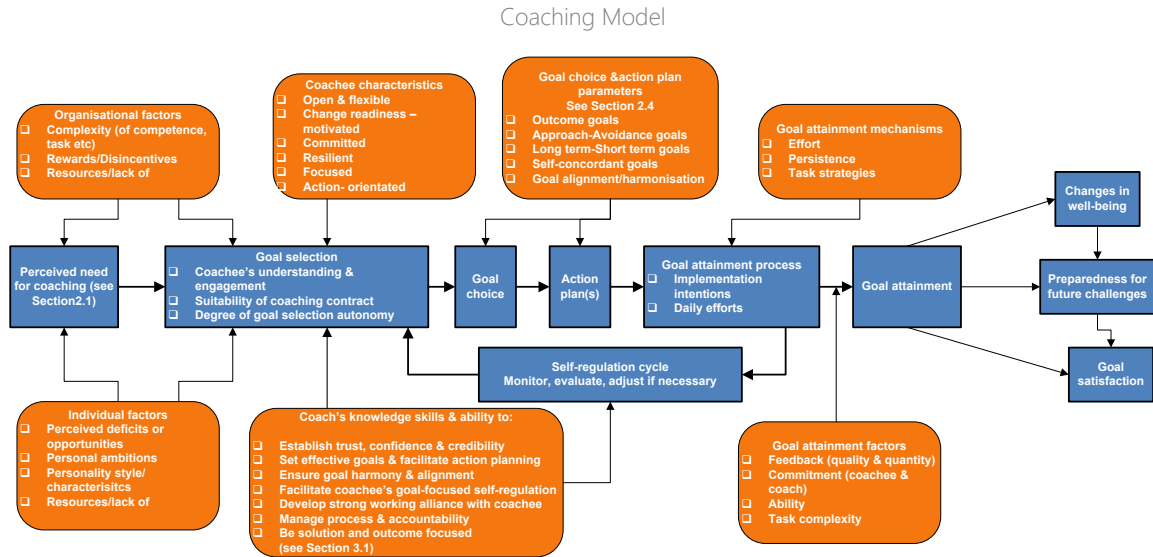 Coaching Model
Organisational factors
❑ Complexity (of competence,
task etc)
❑ Rewards/Disincentives
❑ Resources/lack of
Coachee characteristics
❑ Open & flexible
❑ Change readiness –
motivated
❑ Committed
❑ Resilient
❑ Focused
❑ Action- orientated
Goal choice &action plan
parameters
See Section 2.4
❑ Outcome goals
❑ Approach-Avoidance goals
❑ Long term-Short term goals
❑ Self-concordant goals
❑ Goal alignment/harmonisation
Goal attainment mechanisms
❑ Effort
❑ Persistence
❑ Task strategies
Perceived need
for coaching (see
Section2.1)
Goal selection
❑ Coachee's understanding &
engagement
❑ Suitability of coaching contract
❑ Degree of goal selection autonomy
Goal
choice
Action
plan(s)
Goal attainment process
❑ Implementation
intentions
❑ Daily efforts
Goal attainment
Changes in
well-being
Preparedness for
future challenges
Goal
satisfaction
Self-regulation cycle
Monitor, evaluate, adjust if necessary
Individual factors
❑ Perceived deficits or
opportunities
❑ Personal ambitions
❑ Personality style/
characterisitcs
❑ Resources/lack of
Coach's knowledge skills & ability to:
❑ Establish trust, confidence & credibility
❑ Set effective goals & facilitate action planning
❑ Ensure goal harmony & alignment
❑ Facilitate coachee's goal-focused self-regulation
❑ Develop strong working alliance with coachee
❑ Manage process & accountability
❑ Be solution and outcome focused
(see Section 3.1)
Goal attainment factors
❑ Feedback (quality & quantity)
❑ Commitment (coachee &
coach)
❑ Ability
❑ Task complexity